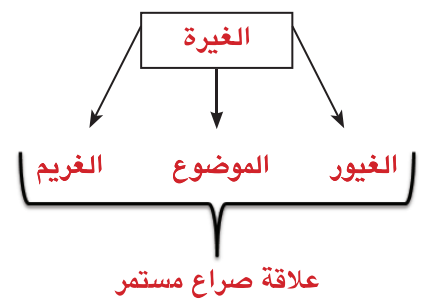 الغيرة
الغيور الموضوع الغريم
علاقة صراع مستمر